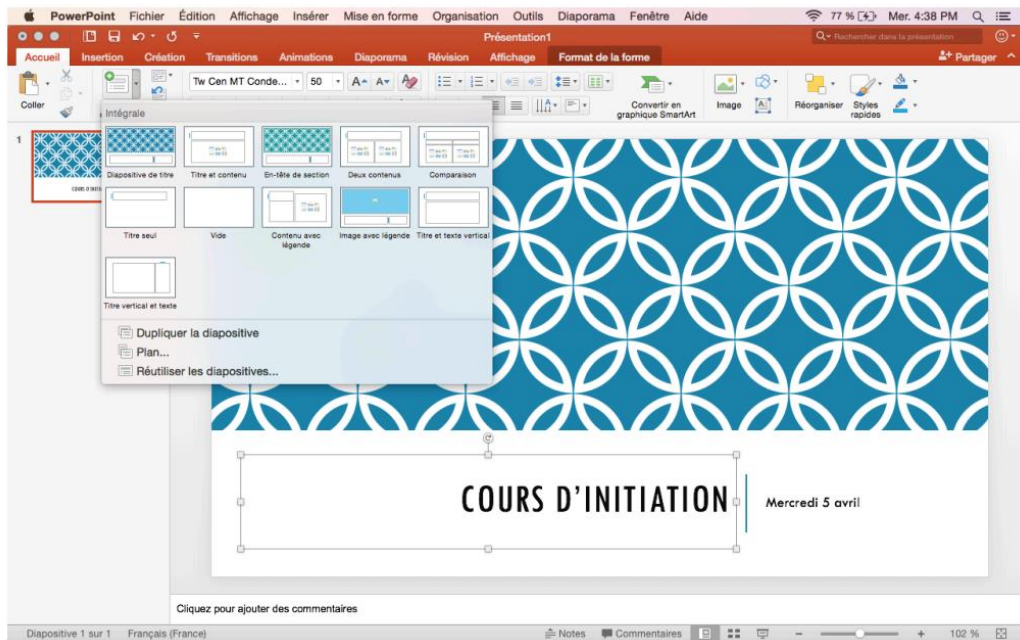 PowerPoint Fichier Édition Affichage Insérer Mise en forme Organisation Outils Diaporama Fenêtre Aide 77 % Mer. 4:38 PM
Présentation1
Rechercher dans la présentation
Accueil Insertion Création Transitions Animations Diaporama Révision Affichage Format de la forme Partager
Tw Cen MT Conde... 50 A A
Coller
Convertir en
graphique SmartArt
Image
Réorganiser
Styles
rapides
Intégrale
Diapositive de titre Titre et contenu En-tête de section Deux contenus Comparaison
Titre seul Vide Contenu avec
légende Image avec légende Titre et texte vertical
Titre vertical et texte
Dupliquer la diapositive
Plan...
Réutiliser les diapositives...
1
COURS D'INITIATION
Mercredi 5 avril
Cliquez pour ajouter des commentaires
Diapositive 1 sur 1 Français (France) Notes Commentaires 102 %